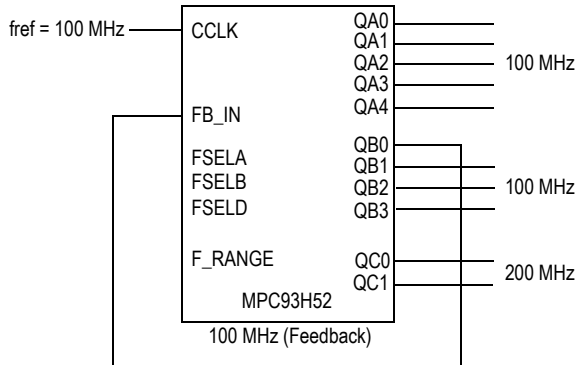 fref = 100 MHz
CCLK
FB_IN
FSELA
FSELB
FSELD
F_RANGE
QA0
QA1
QA2
QA3
QA4
QB0
QB1
QB2
QB3
QC0
QC1
100 MHz
100 MHz
200 MHz
MPC93H52
100 MHz (Feedback)